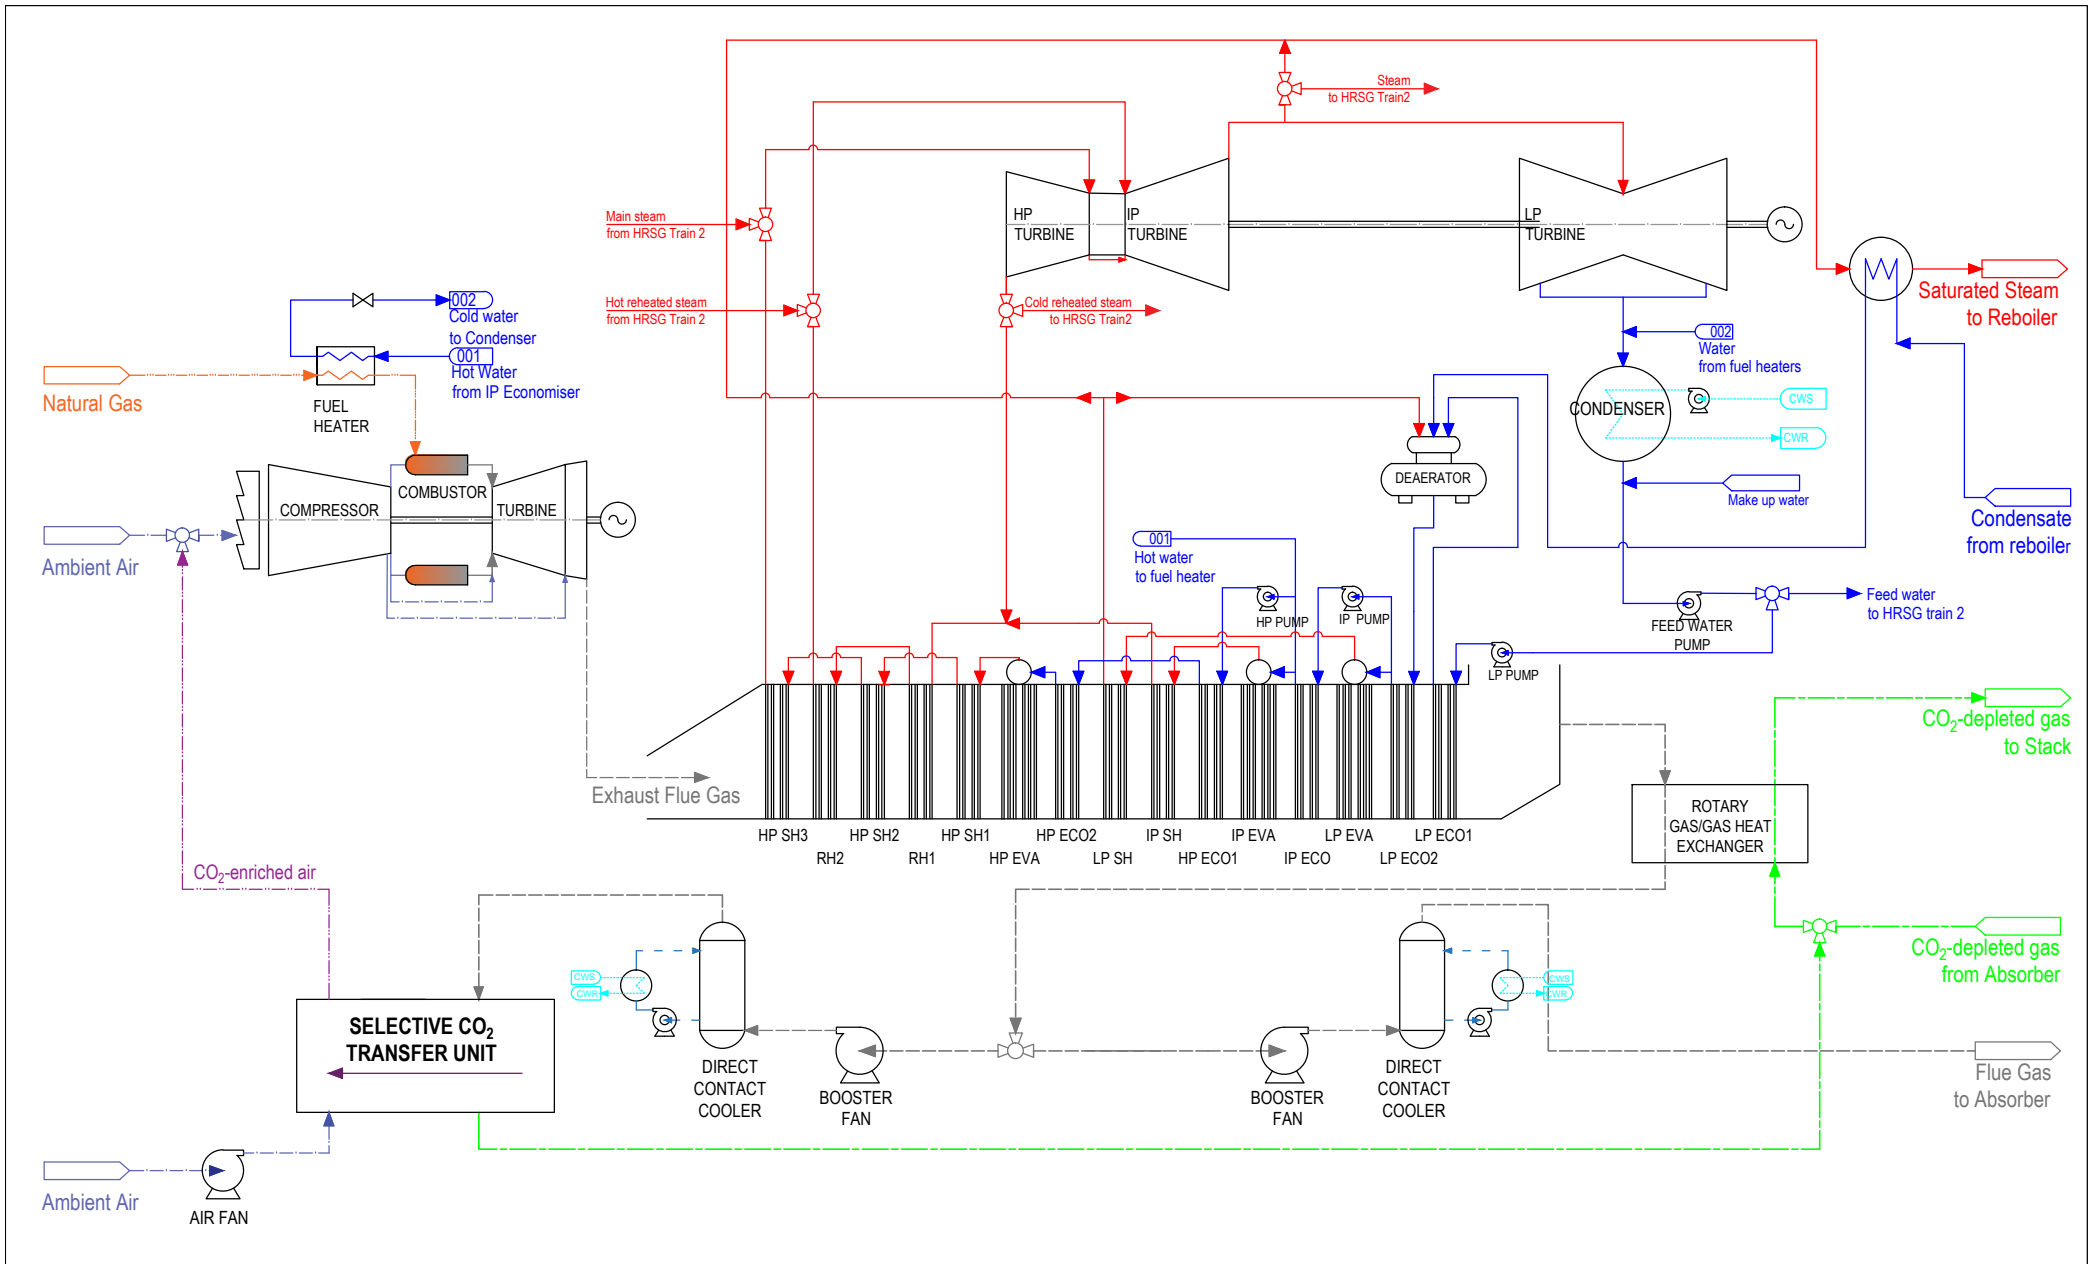 Steam
to HRSG Train2
HP
TURBINE
IP
TURBINE
LP
TURBINE
Main steam
from HRSG Train 2
Hot reheated steam
from HRSG Train 2
Cold reheated steam
to HRSG Train2
Saturated Steam
to Reboiler
002
Cold water
to Condenser
001
Hot Water
from IP Economiser
Natural Gas
FUEL
HEATER
002
Water
from fuel heaters
CONDENSER
CWS
CWR
DEAERATOR
Make up water
Condensate
from reboiler
COMPRESSOR
COMBUSTOR
TURBINE
Ambient Air
001
Hot water
to fuel heater
HP PUMP
IP PUMP
FEED WATER
PUMP
Feed water
to HRSG train 2
LP PUMP
Exhaust Flue Gas
HP SH3
RH2
HP SH2
RH1
HP SH1
HP EVA
HP ECO2
LP SH
IP SH
HP ECO1
IP EVA
IP ECO
LP EVA
LP ECO2
LP ECO1
CO2-depleted gas
to Stack
ROTARY
GAS/GAS HEAT
EXCHANGER
CO2-enriched air
CO2-depleted gas
from Absorber
CWS
CWR
CWS
CWR
SELECTIVE CO2
TRANSFER UNIT
DIRECT
CONTACT
COOLER
BOOSTER
FAN
BOOSTER
FAN
DIRECT
CONTACT
COOLER
Flue Gas
to Absorber
Ambient Air
AIR FAN